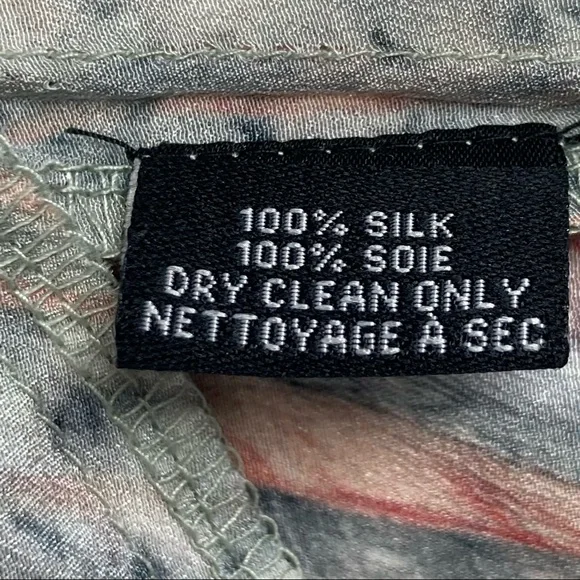 100% SILK
100% SOIE
DRY CLEAN ONLY
NETTOYAGE A SEC